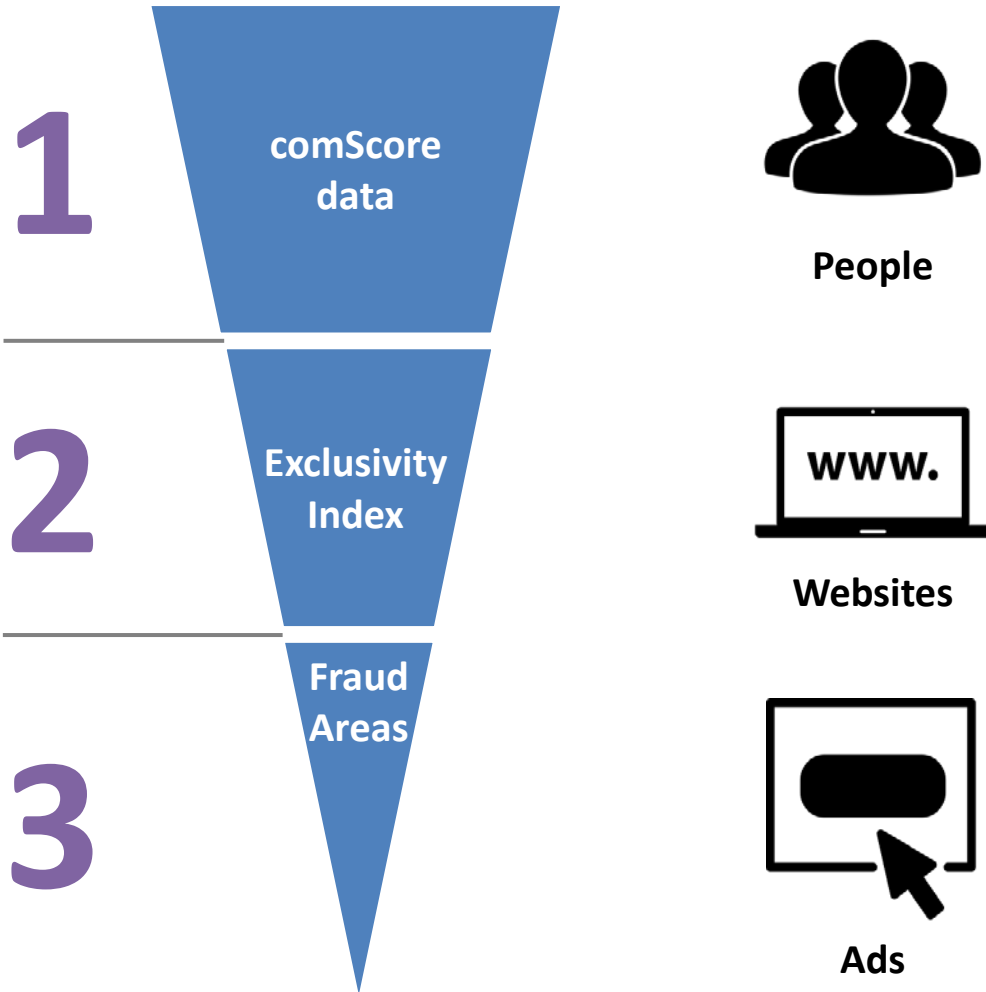 1
comScore
data
People
2
Exclusivity
Index
www.
Websites
3
Fraud
Areas
Ads